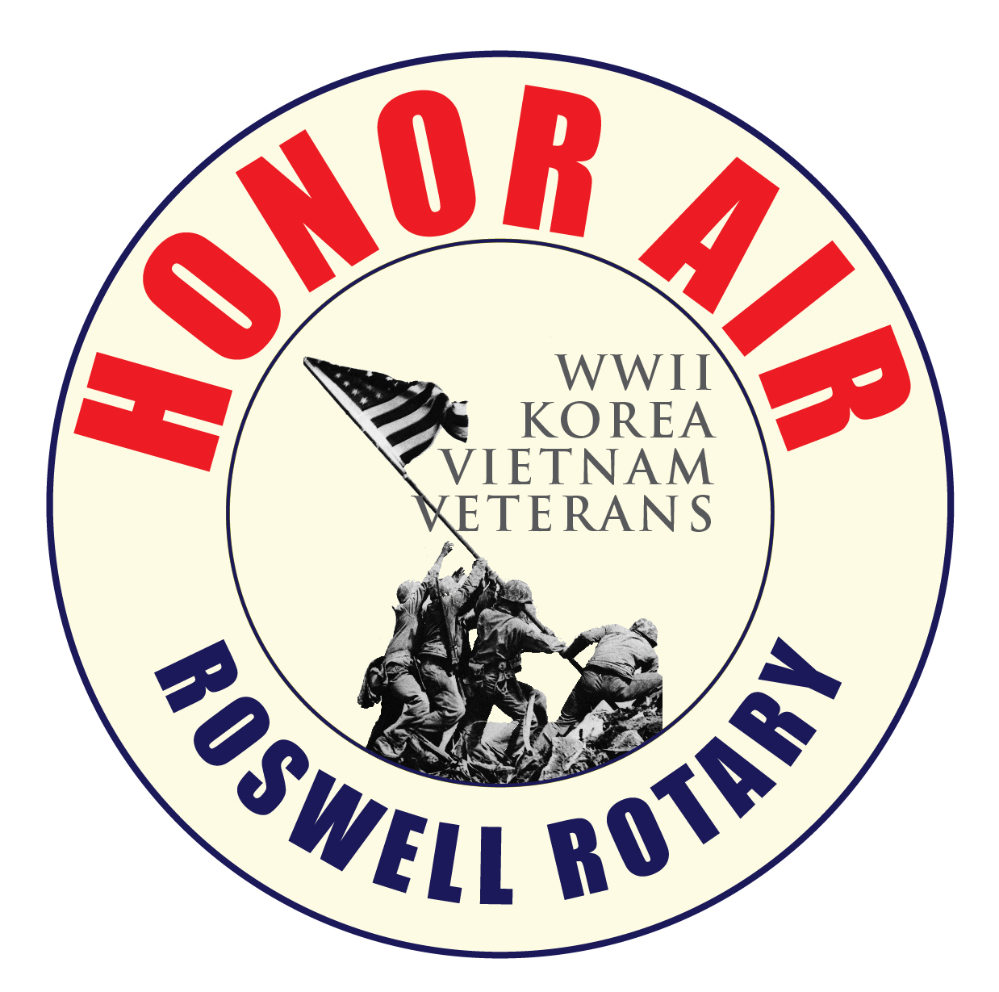 HONOR AIR
WWII
KOREA
VIETNAM
VETERANS
ROSWELL ROTARY